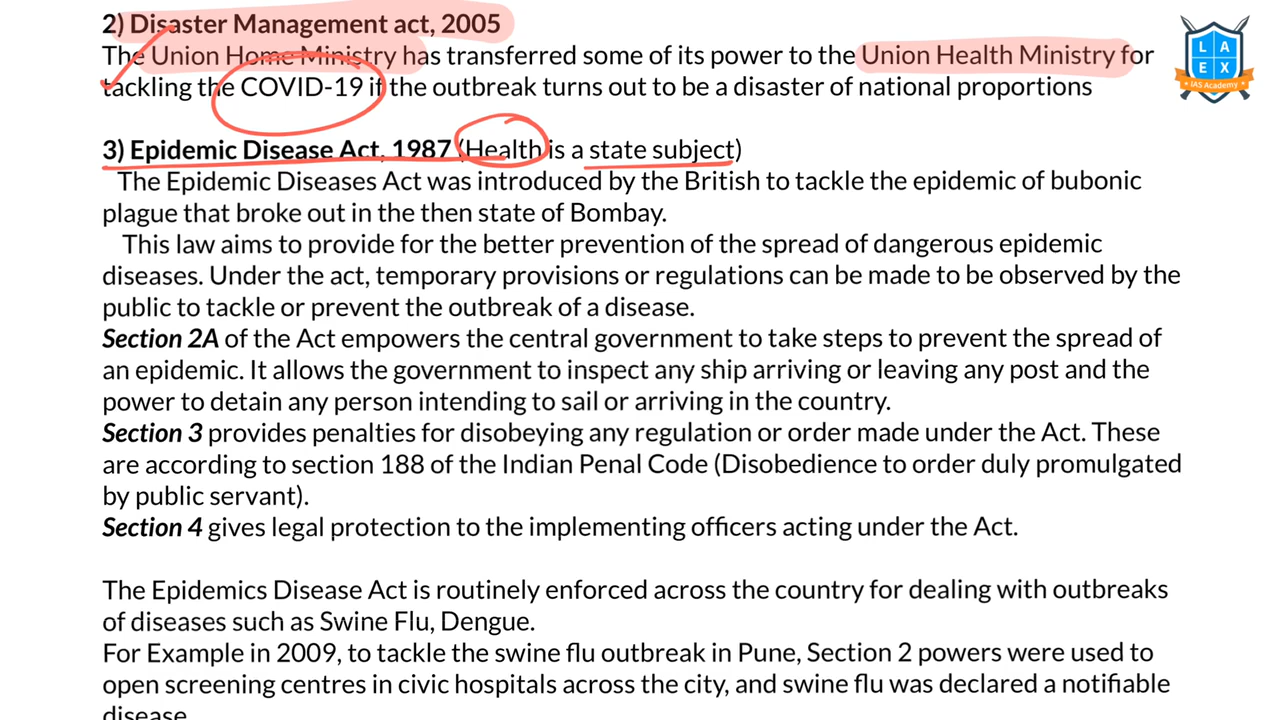 2) Disaster Management act, 2005
The Union Home Ministry has transferred some of its power to the Union Health Ministry for
tackling the COVID-19 if the outbreak turns out to be a disaster of national proportions
3) Epidemic Disease Act, 1987 (Health is a state subject)
The Epidemic Diseases Act was introduced by the British to tackle the epidemic of bubonic
plague that broke out in the then state of Bombay.
This law aims to provide for the better prevention of the spread of dangerous epidemic
diseases. Under the act, temporary provisions or regulations can be made to be observed by the
public to tackle or prevent the outbreak of a disease.
Section 2A of the Act empowers the central government to take steps to prevent the spread of
an epidemic. It allows the government to inspect any ship arriving or leaving any post and the
power to detain any person intending to sail or arriving in the country.
Section 3 provides penalties for disobeying any regulation or order made under the Act. These
are according to section 188 of the Indian Penal Code (Disobedience to order duly promulgated
by public servant).
Section 4 gives legal protection to the implementing officers acting under the Act.
The Epidemics Disease Act is routinely enforced across the country for dealing with outbreaks
of diseases such as Swine Flu, Dengue.
For Example in 2009, to tackle the swine flu outbreak in Pune, Section 2 powers were used to
open screening centres in civic hospitals across the city, and swine flu was declared a notifiable
disease
L A
E X
IAS Academy